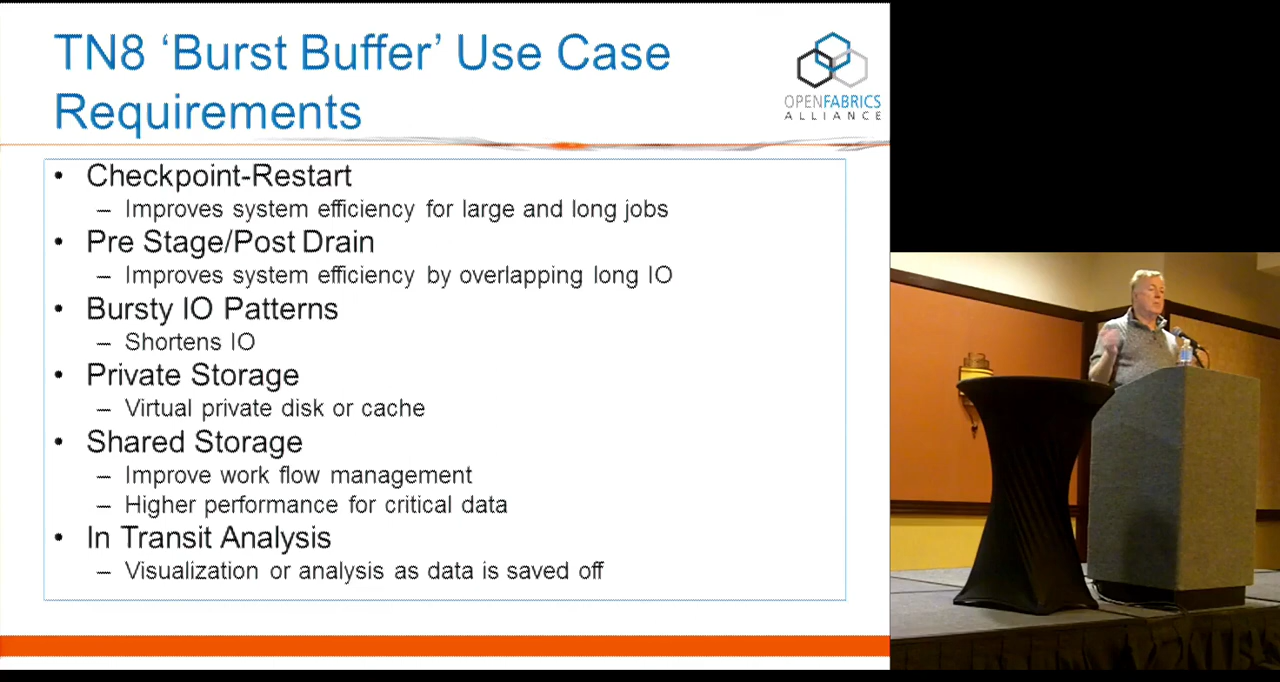 TN8 ‘Burst Buffer’ Use Case
Requirements
OPENFABRICS
ALLIANCE
• Checkpoint-Restart
– Improves system efficiency for large and long jobs
• Pre Stage/Post Drain
– Improves system efficiency by overlapping long IO
• Bursty IO Patterns
– Shortens IO
• Private Storage
– Virtual private disk or cache
• Shared Storage
– Improve work flow management
– Higher performance for critical data
• In Transit Analysis
– Visualization or analysis as data is saved off